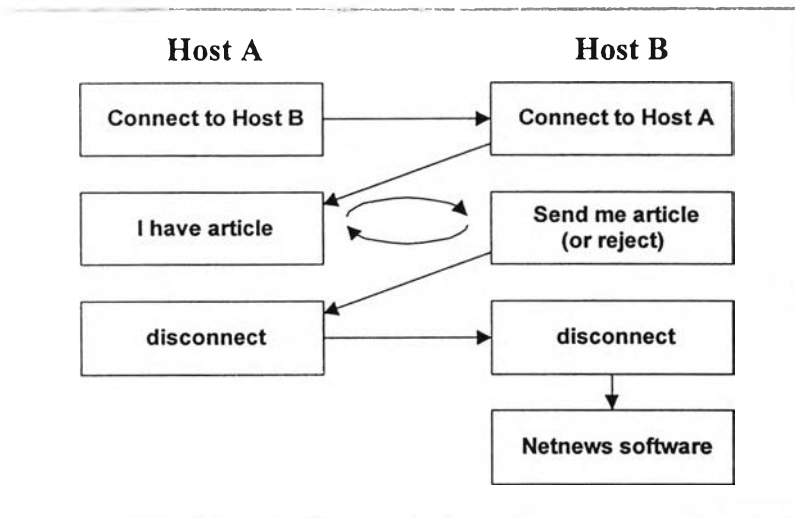 Host A
Host B
Connect to Host B
Connect to Host A
I have article
Send me article
(or reject)
disconnect
disconnect
Netnews software